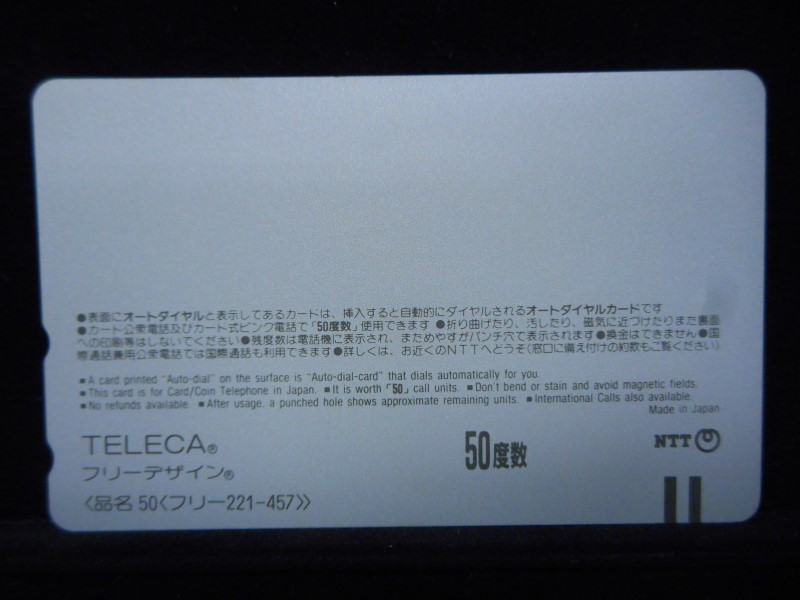 ●表面にオートダイヤルと表示してあるカードは、挿入すると自動的にダイヤルされるオートダイヤルカードです
●カード公衆電話及びカード式ピンク電話で「50度数」使用できます ●折り曲げたり、汚したり、磁気に近づけたりまた裏面
への印刷等はしないでください ●残度数は電話機に表示され、まためやすがパンチ穴で表示されます ●換金はできません ●国
際通話兼用公衆電話では国際通話も利用できます ●詳しくは、お近くのNTTへどうぞ(窓口に備え付けの約款もご覧ください)
■A card printed "Auto-dial" on the surface is "Auto-dial-card" that dials automatically for you.
■This card is for Card/Coin Telephone in Japan. ■It is worth「50」call units. ■Don't bend or stain and avoid magnetic fields.
■No refunds available. ■After usage, a punched hole shows approximate remaining units. ■International Calls also available.
Made in Japan
TELECA® 50度数 NTT
フリーデザイン®
〈品名 50〈フリー221-457〉〉